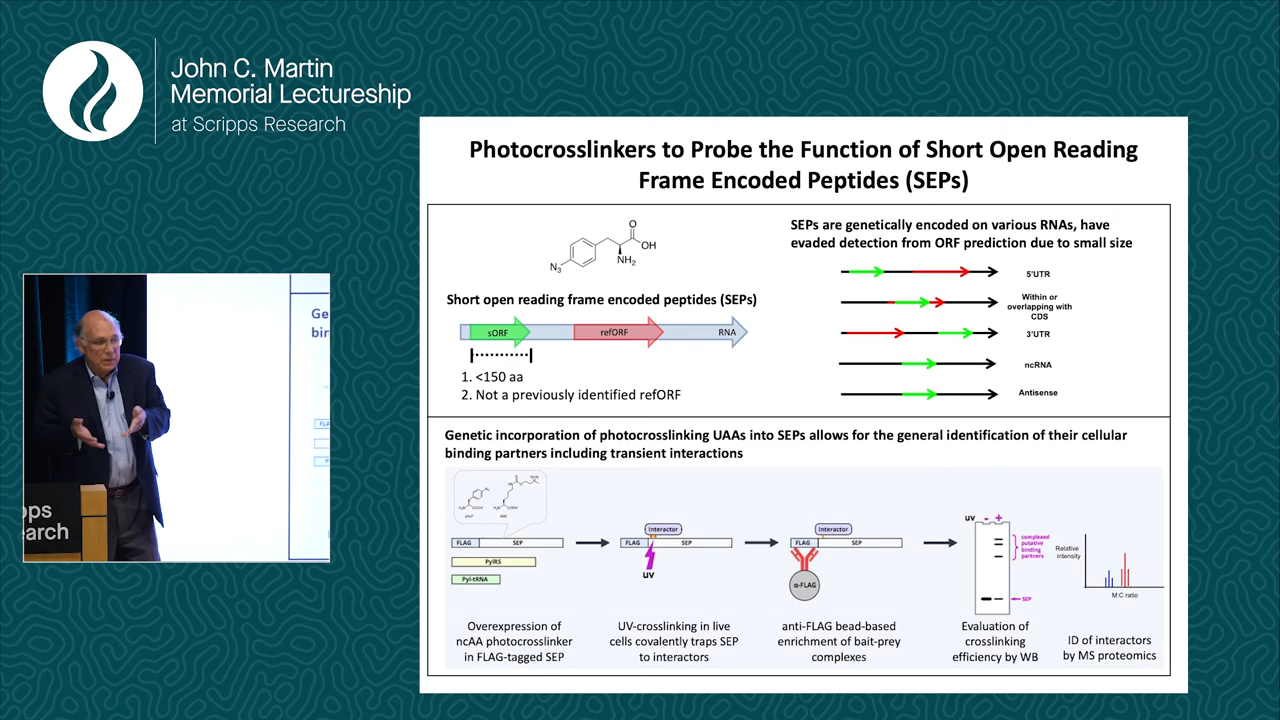 John C. Martin
Memorial Lectureship
at Scripps Research
Photocrosslinkers to Probe the Function of Short Open Reading
Frame Encoded Peptides (SEPs)
O
OH
NH₂
N₃
Short open reading frame encoded peptides (SEPs)
sORF
refORF
RNA
1. <150 aa
2. Not a previously identified refORF
SEPs are genetically encoded on various RNAs, have
evaded detection from ORF prediction due to small size
5'UTR
Within or
overlapping with
CDS
3'UTR
ncRNA
Antisense
Genetic incorporation of photocrosslinking UAAs into SEPs allows for the general identification of their cellular
binding partners including transient interactions
FLAG
SEP
PylRS
Pyl-tRNA
Interactor
FLAG
SEP
uv
Interactor
FLAG
SEP
α-FLAG
uv - +
complexed
putative
binding
partners
SEP
Relative
intensity
M:C ratio
Overexpression of
ncAA photocrosslinker
in FLAG-tagged SEP
UV-crosslinking in live
cells covalently traps SEP
to interactors
anti-FLAG bead-based
enrichment of bait-prey
complexes
Evaluation of
crosslinking
efficiency by WB
ID of interactors
by MS proteomics
Ge
bin
FLA
pps
earch